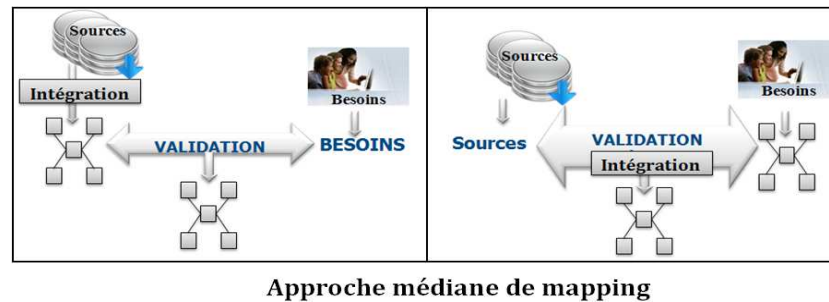 Sources
Intégration
Besoins
VALIDATION
BESOINS
Sources
Besoins
Sources
VALIDATION
Intégration
Approche médiane de mapping